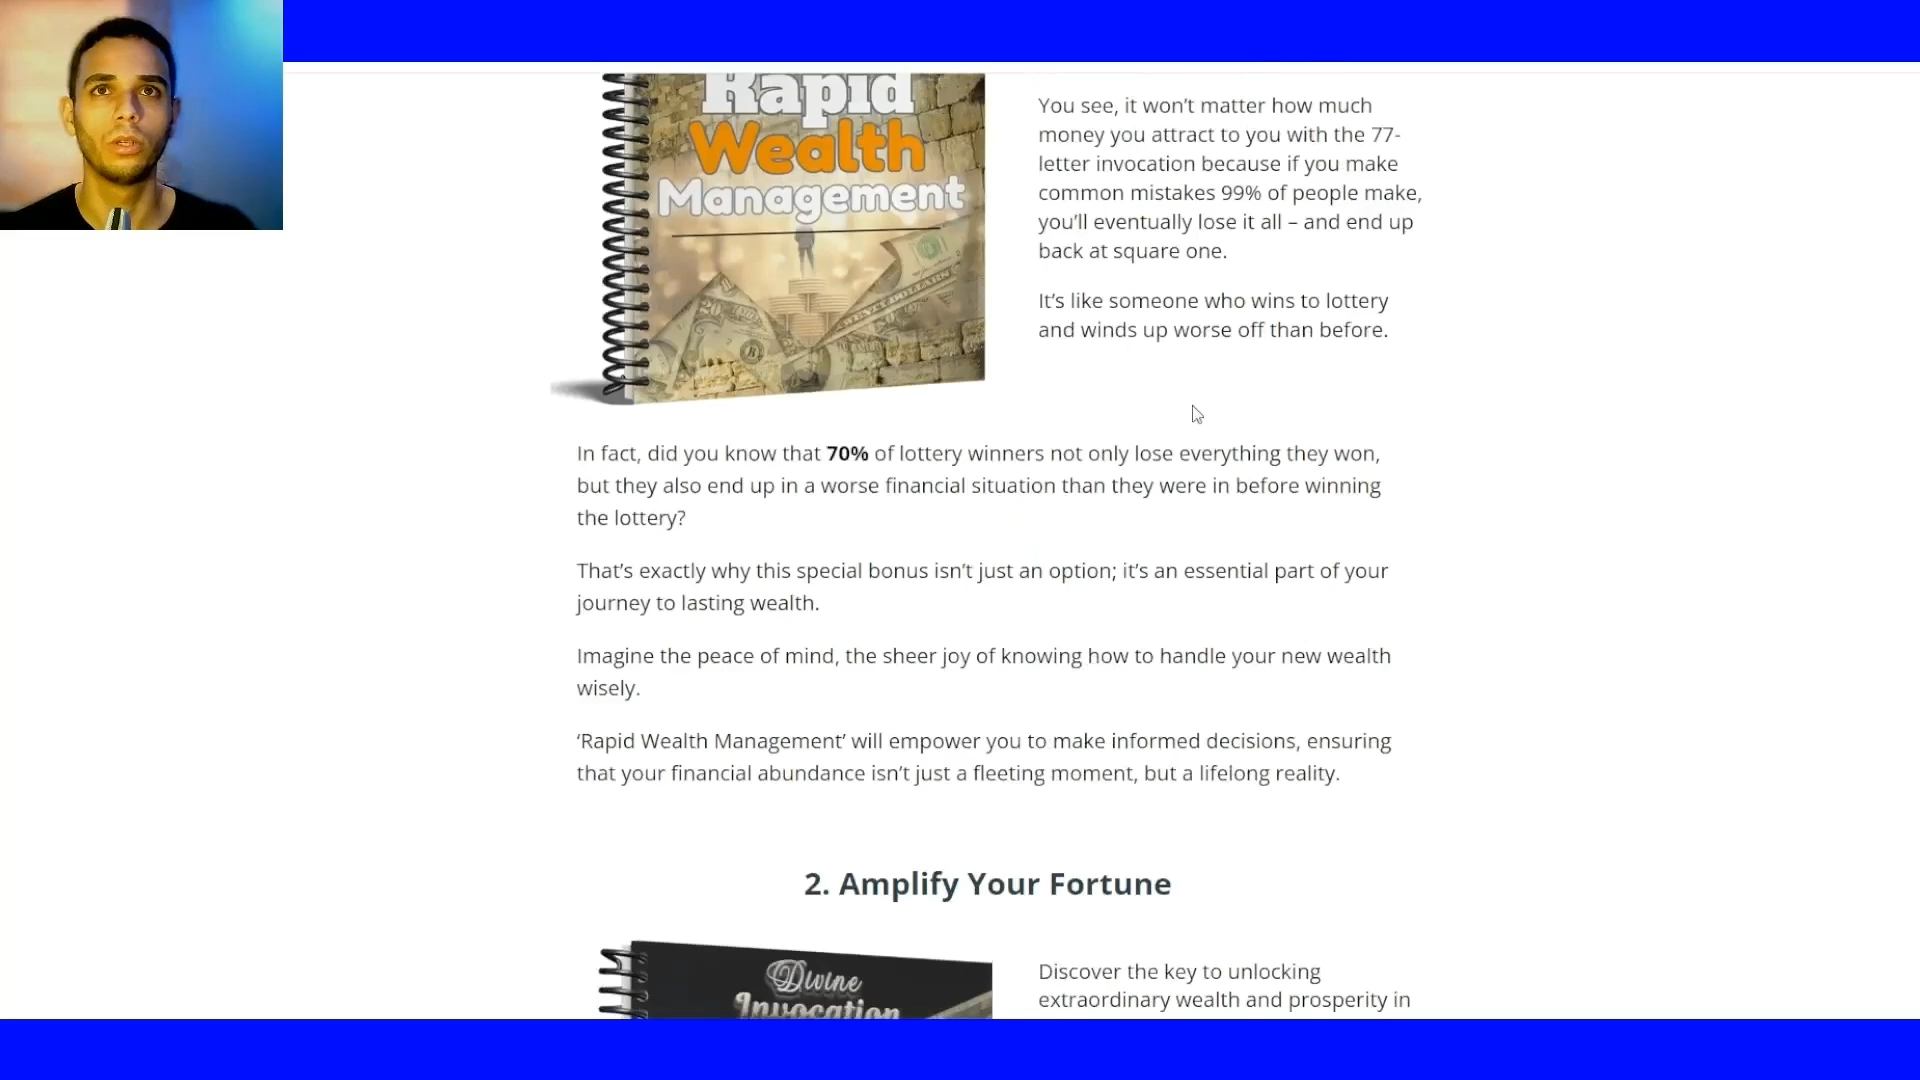 Rapid
Wealth
Management
You see, it won't matter how much
money you attract to you with the 77-
letter invocation because if you make
common mistakes 99% of people make,
you'll eventually lose it all – and end up
back at square one.
It's like someone who wins to lottery
and winds up worse off than before.
In fact, did you know that 70% of lottery winners not only lose everything they won,
but they also end up in a worse financial situation than they were in before winning
the lottery?
That's exactly why this special bonus isn't just an option; it's an essential part of your
journey to lasting wealth.
Imagine the peace of mind, the sheer joy of knowing how to handle your new wealth
wisely.
‘Rapid Wealth Management’ will empower you to make informed decisions, ensuring
that your financial abundance isn't just a fleeting moment, but a lifelong reality.
2. Amplify Your Fortune
Divine
Invocation
Discover the key to unlocking
extraordinary wealth and prosperity in